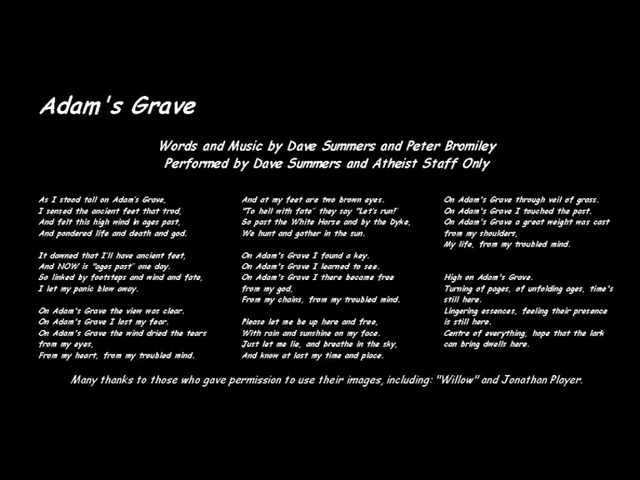 Adam's Grave
Words and Music by Dave Summers and Peter Bromiley
Performed by Dave Summers and Atheist Staff Only
As I stood tall on Adam's Grave,
I sensed the ancient feet that trod,
And felt this high wind in ages past,
And pondered life and death and god.
It dawned that I'll have ancient feet,
And NOW is "ages past" one day.
So linked by footsteps and wind and fate,
I let my panic blow away.
On Adam's Grave the view was clear.
On Adam's Grave I lost my fear.
On Adam's Grave the wind dried the tears
from my eyes,
From my heart, from my troubled mind.
And at my feet are two brown eyes.
"To hell with fate" they say "Let's run!"
So past the White Horse and by the Dyke,
We hunt and gather in the sun.
On Adam's Grave I found a key.
On Adam's Grave I learned to see.
On Adam's Grave I there became free
from my god,
From my chains, from my troubled mind.
Please let me be up here and free,
With rain and sunshine on my face.
Just let me lie, and breathe in the sky,
And know at last my time and place.
On Adam's Grave through veil of grass.
On Adam's Grave I touched the past.
On Adam's Grave a great weight was cast
from my shoulders,
My life, from my troubled mind.
High on Adam's Grave.
Turning of pages, of unfolding ages, time's
still here.
Lingering essences, feeling their presence
is still here.
Centre of everything, hope that the lark
can bring dwells here.
Many thanks to those who gave permission to use their images, including: "Willow" and Jonathan Player.